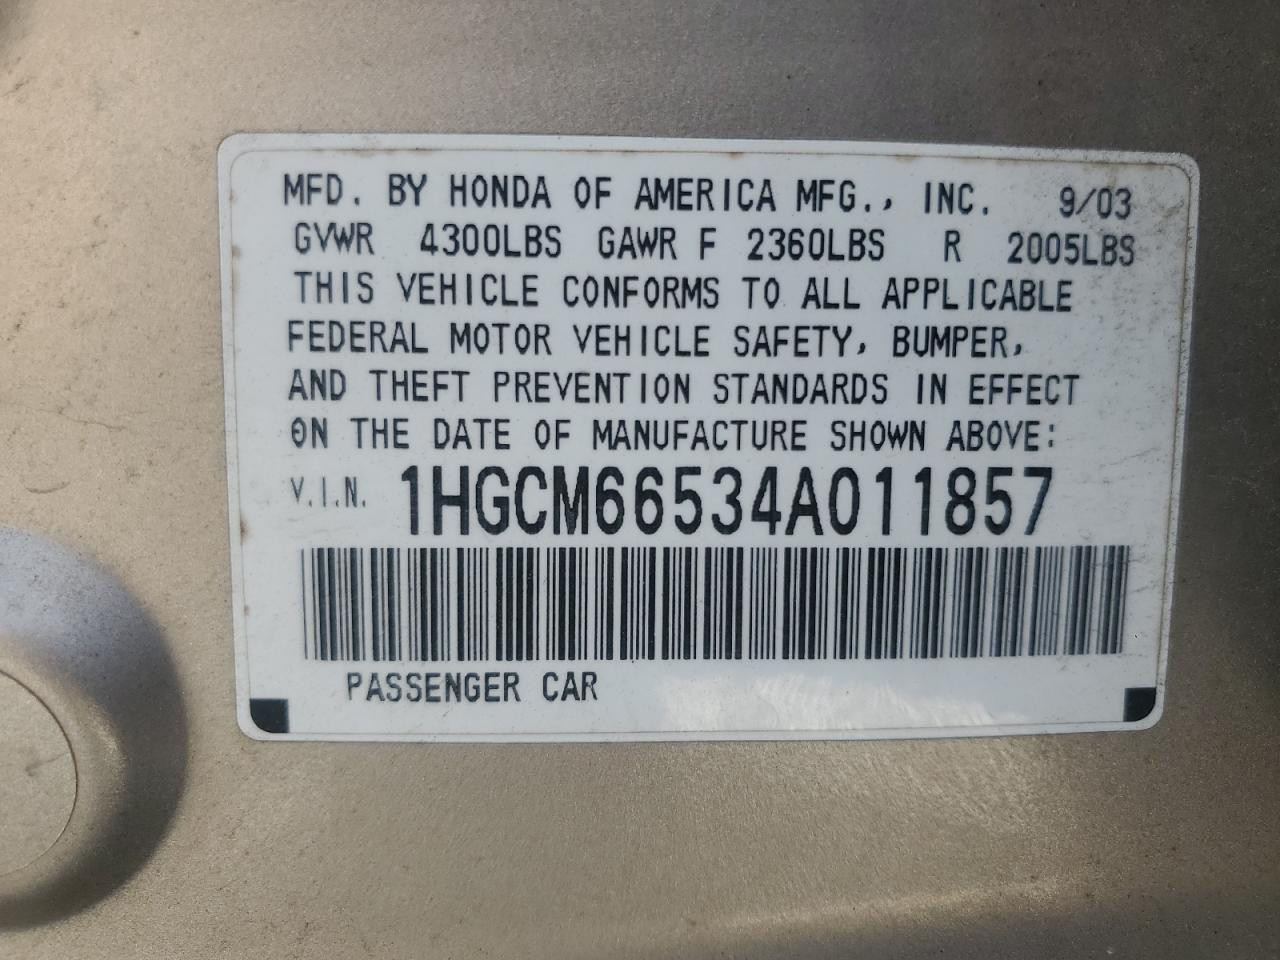 MFD. BY HONDA OF AMERICA MFG., INC. 9/03
GVWR 4300LBS GAWR F 2360LBS R 2005LBS
THIS VEHICLE CONFORMS TO ALL APPLICABLE
FEDERAL MOTOR VEHICLE SAFETY, BUMPER,
AND THEFT PREVENTION STANDARDS IN EFFECT
ON THE DATE OF MANUFACTURE SHOWN ABOVE:
V.I.N. 1HGCM66534A011857
PASSENGER CAR